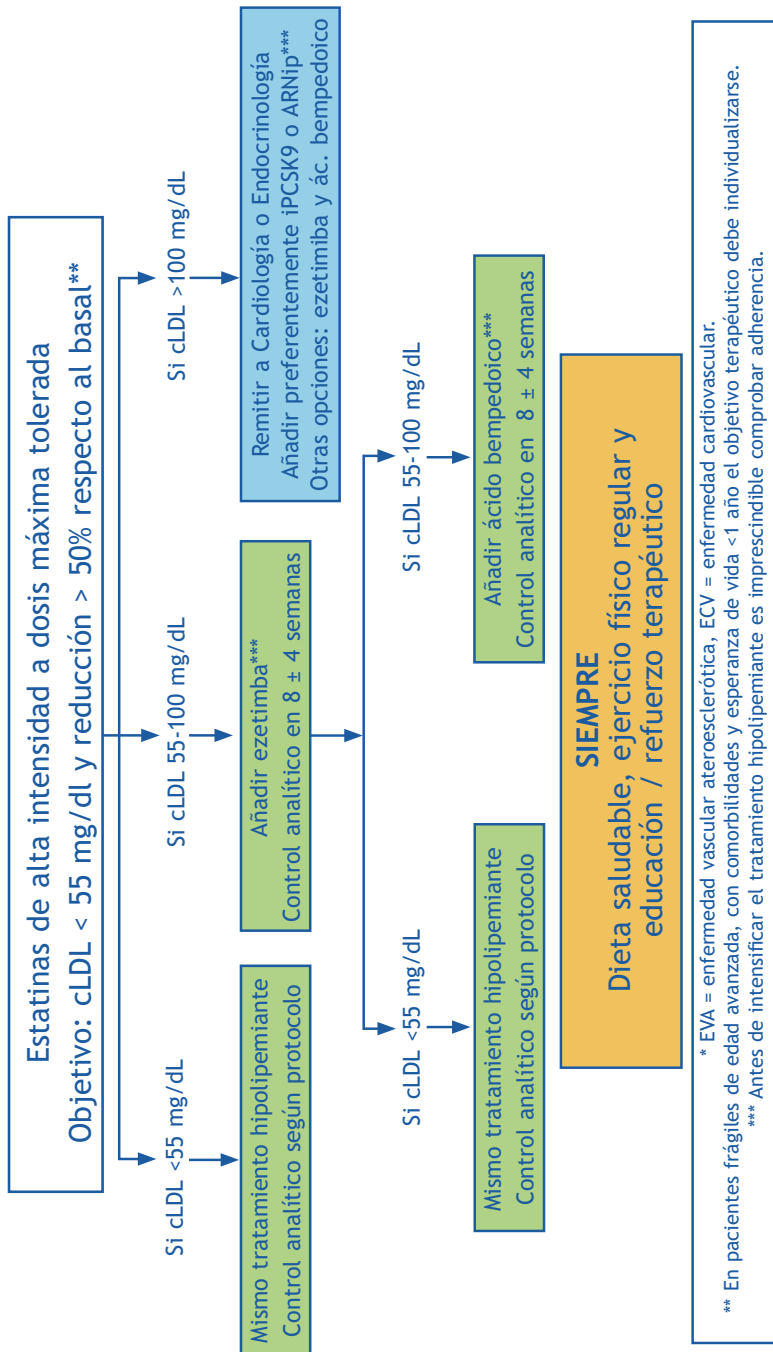 Estatinas de alta intensidad a dosis máxima tolerada
Objetivo: cLDL < 55 mg/dl y reducción > 50% respecto al basal**
Si cLDL <55 mg/dL
Si cLDL 55-100 mg/dL
Si cLDL >100 mg/dL
Mismo tratamiento hipolipemiante
Control analítico según protocolo
Añadir ezetimba***
Control analítico en 8 ± 4 semanas
Remitir a Cardiología o Endocrinología
Añadir preferentemente iPCSK9 o ARNip***
Otras opciones: ezetimiba y ác. bempedoico
Si cLDL <55 mg/dL
Si cLDL 55-100 mg/dL
Mismo tratamiento hipolipemiante
Control analítico según protocolo
Añadir ácido bempedoico***
Control analítico en 8 ± 4 semanas
SIEMPRE
Dieta saludable, ejercicio físico regular y
educación / refuerzo terapéutico
* EVA = enfermedad vascular ateroesclerótica, ECV = enfermedad cardiovascular.
** En pacientes frágiles de edad avanzada, con comorbilidades y esperanza de vida <1 año el objetivo terapéutico debe individualizarse.
*** Antes de intensificar el tratamiento hipolipemiante es imprescindible comprobar adherencia.